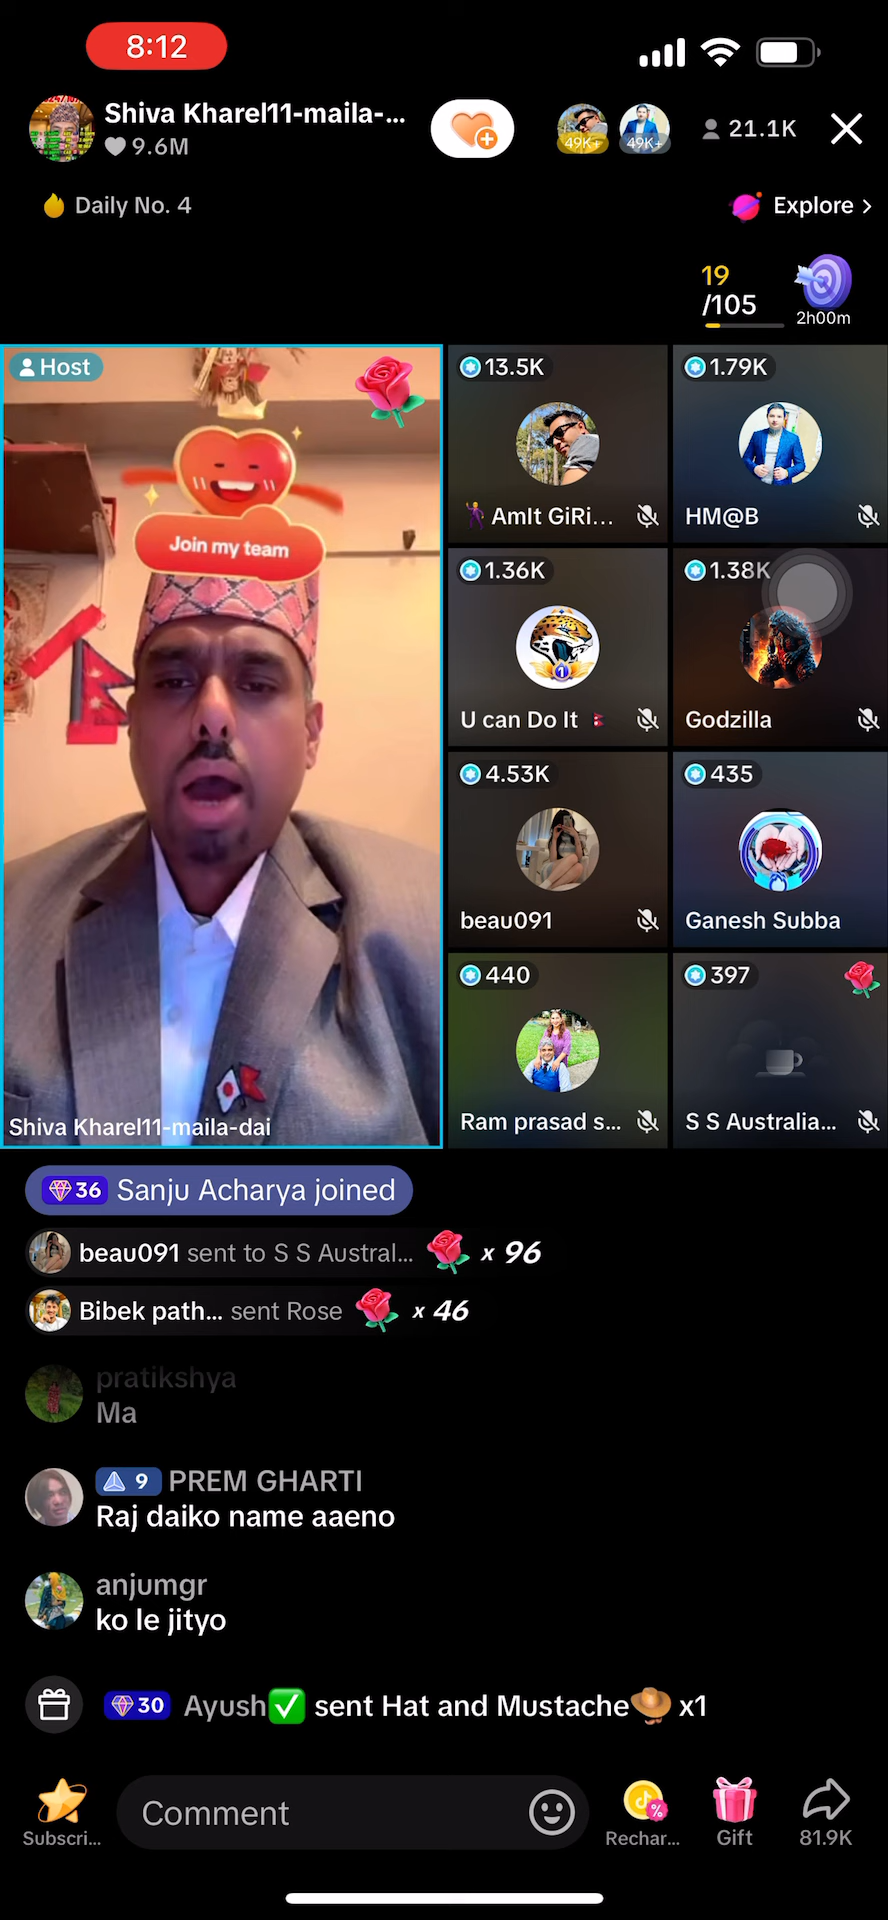 8:12
Shiva Kharel11-maila-...
9.6M
49K+
49K+
21.1K
Daily No. 4
Explore >
19
/105
2h00m
Host
Join my team
Shiva Kharel11-maila-dai
13.5K
AmIt GiRi...
1.79K
HM@B
1.36K
U can Do It
1.38K
Godzilla
4.53K
beau091
435
Ganesh Subba
440
Ram prasad s...
397
S S Australia...
36 Sanju Acharya joined
beau091 sent to S S Austral... x 96
Bibek path... sent Rose x 46
pratikshya
Ma
9 PREM GHARTI
Raj daiko name aaeno
anjumgr
ko le jityo
30 Ayush✅ sent Hat and Mustache x1
Subscri...
Comment
Rechar...
Gift
81.9K